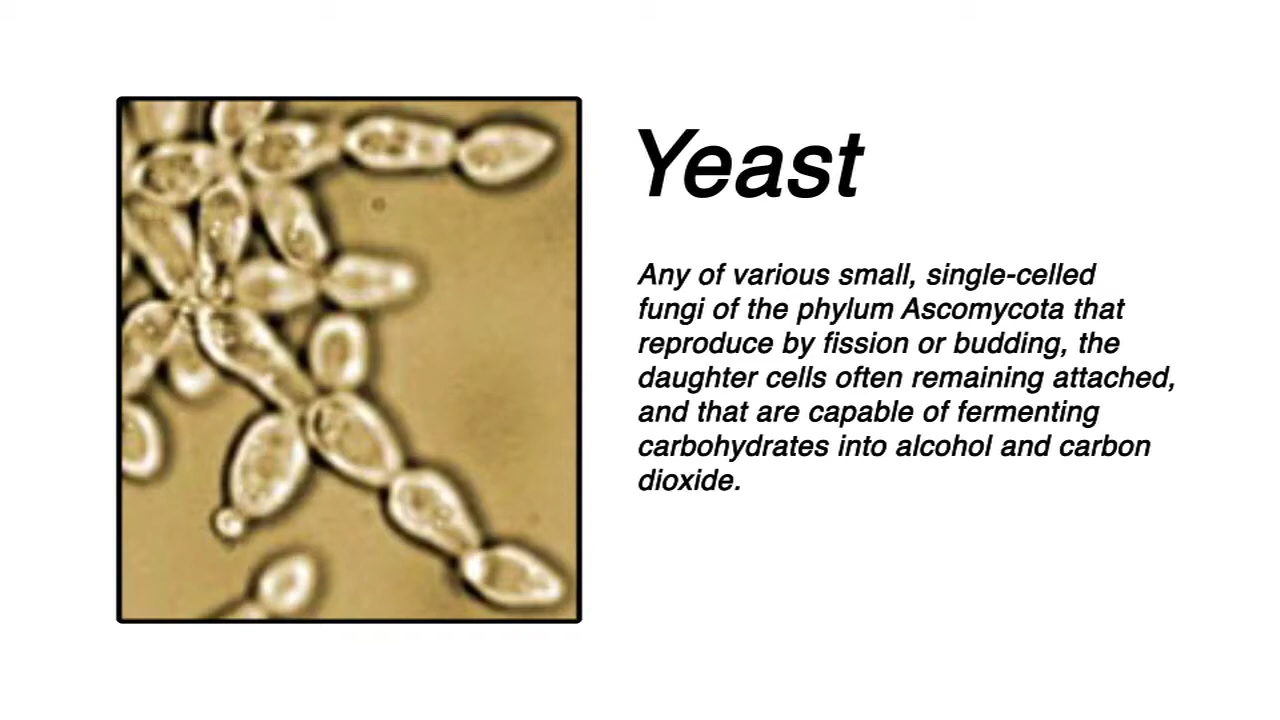 Yeast
Any of various small, single-celled
fungi of the phylum Ascomycota that
reproduce by fission or budding, the
daughter cells often remaining attached,
and that are capable of fermenting
carbohydrates into alcohol and carbon
dioxide.